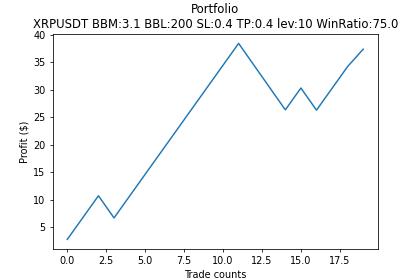 Portfolio
XRPUSDT BBM:3.1 BBL:200 SL:0.4 TP:0.4 lev:10 WinRatio:75.0
40
35
30
25
20
15
10
5
Profit ($)
0.0 2.5 5.0 7.5 10.0 12.5 15.0 17.5
Trade counts